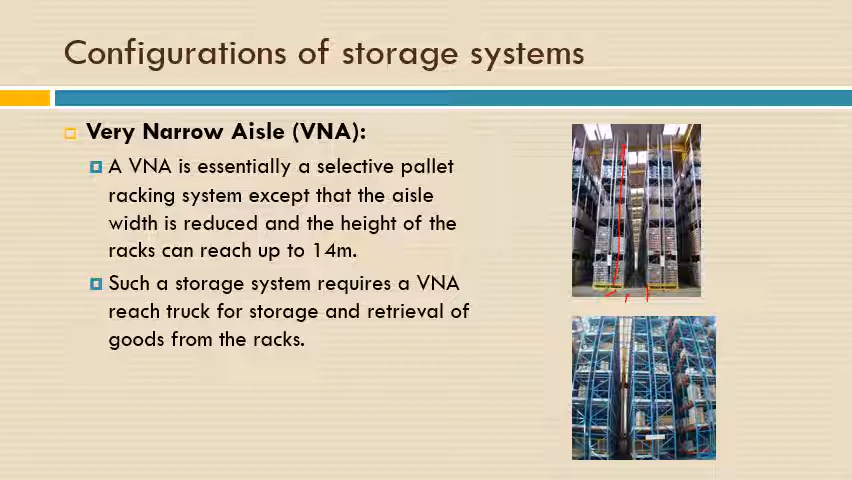 Configurations of storage systems
Very Narrow Aisle (VNA):
A VNA is essentially a selective pallet
racking system except that the aisle
width is reduced and the height of the
racks can reach up to 14m.
Such a storage system requires a VNA
reach truck for storage and retrieval of
goods from the racks.